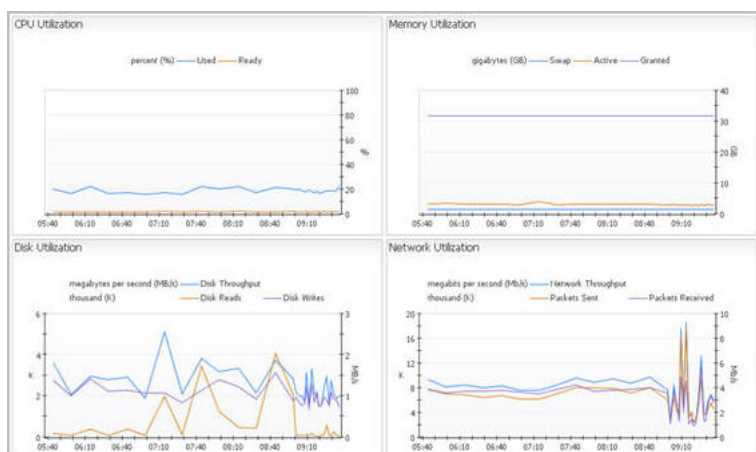 CPU Utilization
percent (%) Used Ready
100
80
60
40
20
0
%
05:40 06:10 06:40 07:10 07:40 08:10 08:40 09:10
Memory Utilization
gigabytes (GB) Swap Active Granted
40
30
20
10
0
GB
05:40 06:10 06:40 07:10 07:40 08:10 08:40 09:10
Disk Utilization
megabytes per second (MB/s) Disk Throughput
thousand (K) Disk Reads Disk Writes
6
4
2
0
K
3
2
1
0
MB/s
05:40 06:10 06:40 07:10 07:40 08:10 08:40 09:10
Network Utilization
megabits per second (Mb/s) Network Throughput
thousand (K) Packets Sent Packets Received
20
16
12
8
4
0
K
10
8
6
4
2
0
Mb/s
05:40 06:10 06:40 07:10 07:40 08:10 08:40 09:10